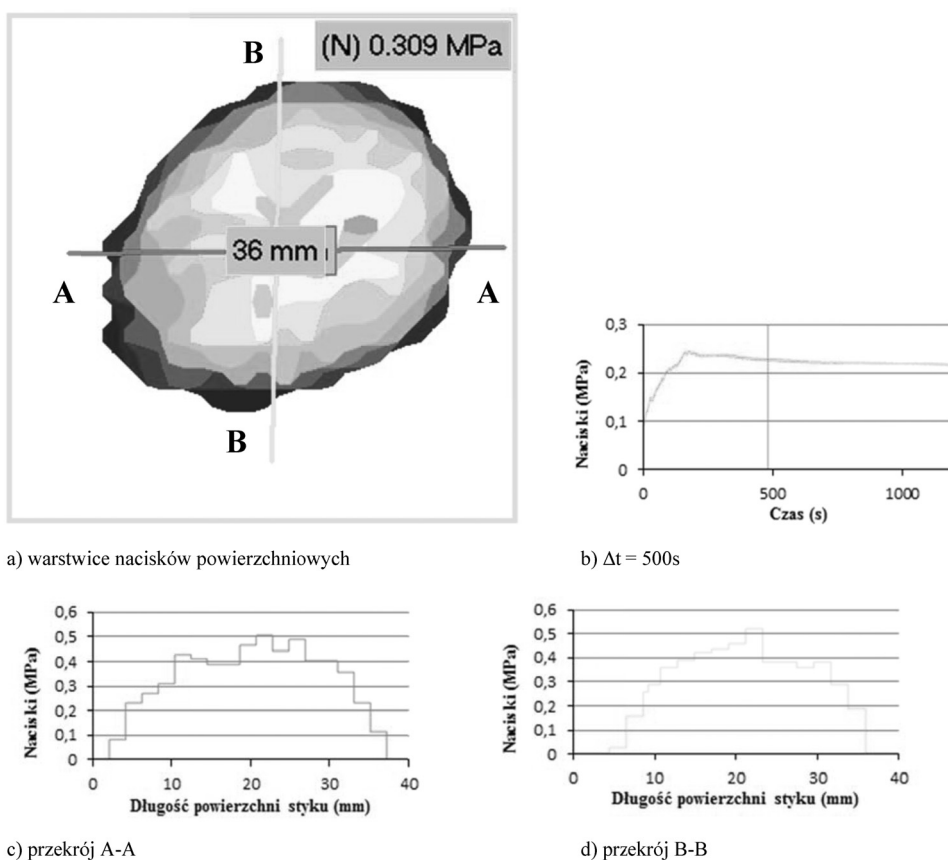 B
(N) 0.309 MPa
36 mm
A
A
B
0,3
0,2
0,1
0
Naciski (MPa)
0
500
1000
Czas (s)
a) warstwice nacisków powierzchniowych
b) Δt = 500s
0,6
0,5
0,4
0,3
0,2
0,1
0
Naciski (MPa)
0
10
20
30
40
Długość powierzchni styku (mm)
0,6
0,5
0,4
0,3
0,2
0,1
0
Naciski (MPa)
0
10
20
30
40
Długość powierzchni styku (mm)
c) przekrój A-A
d) przekrój B-B